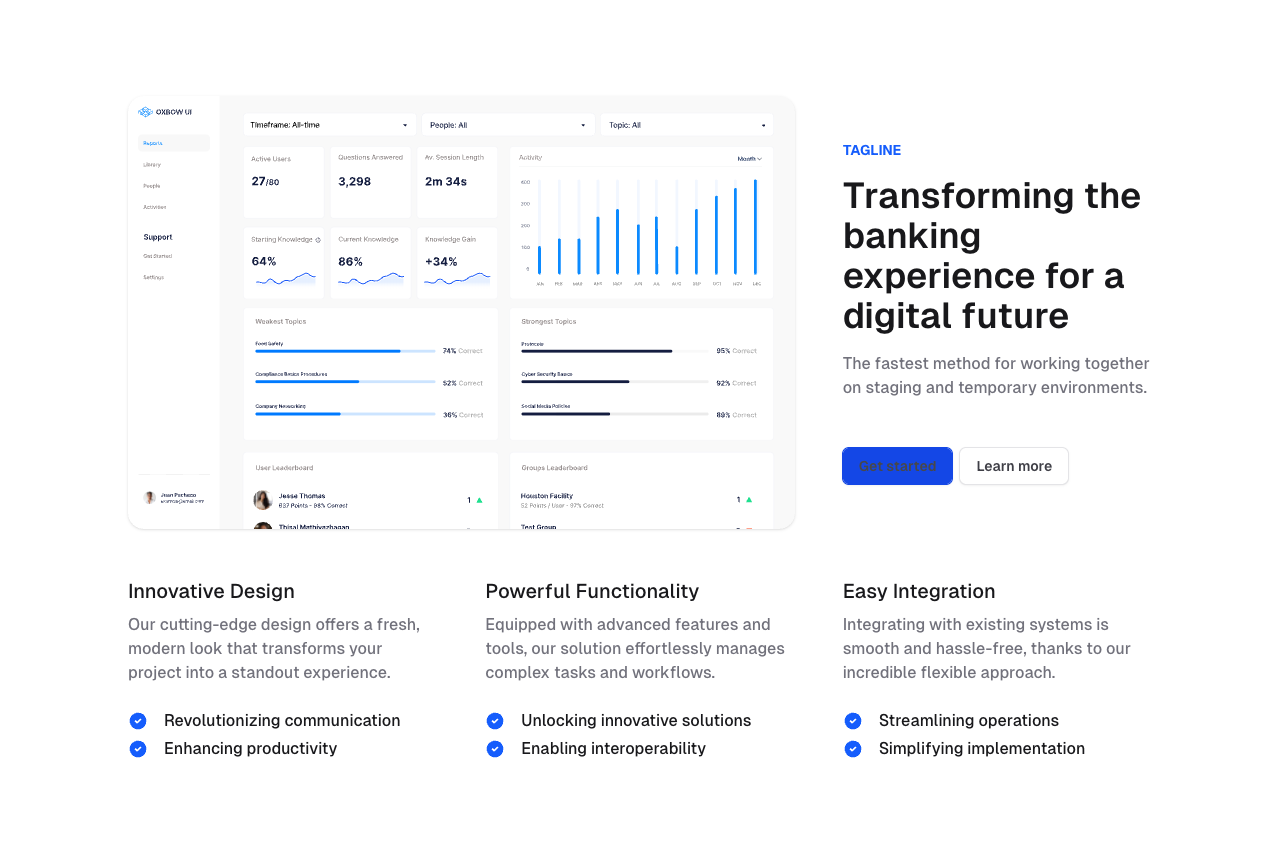 OXBOW UI
Reports
Library
People
Activities
Support
Get Started
Settings
Juan Pacheco
Timeframe: All-time
People: All
Topic: All
Active Users
27/80
Questions Answered
3,298
Av. Session Length
2m 34s
Starting Knowledge
64%
Current Knowledge
86%
Knowledge Gain
+34%
Activity
Month
400
300
200
100
0
JAN FEB MAR APR MAY JUN JUL AUG SEP OCT NOV DEC
Weakest Topics
Food Safety
74% Correct
Compliance Basics Procedures
52% Correct
Company Networking
36% Correct
Strongest Topics
Protocols
95% Correct
Cyber Security Basics
92% Correct
Social Media Policies
89% Correct
User Leaderboard
Jesse Thomas
637 Points - 98% Correct
1
Thisal Mathiyazhagan
Groups Leaderboard
Houston Facility
52 Points / User - 97% Correct
1
Test Group
TAGLINE
Transforming the
banking
experience for a
digital future
The fastest method for working together
on staging and temporary environments.
Get started
Learn more
Innovative Design
Our cutting-edge design offers a fresh,
modern look that transforms your
project into a standout experience.
Revolutionizing communication
Enhancing productivity
Powerful Functionality
Equipped with advanced features and
tools, our solution effortlessly manages
complex tasks and workflows.
Unlocking innovative solutions
Enabling interoperability
Easy Integration
Integrating with existing systems is
smooth and hassle-free, thanks to our
incredible flexible approach.
Streamlining operations
Simplifying implementation